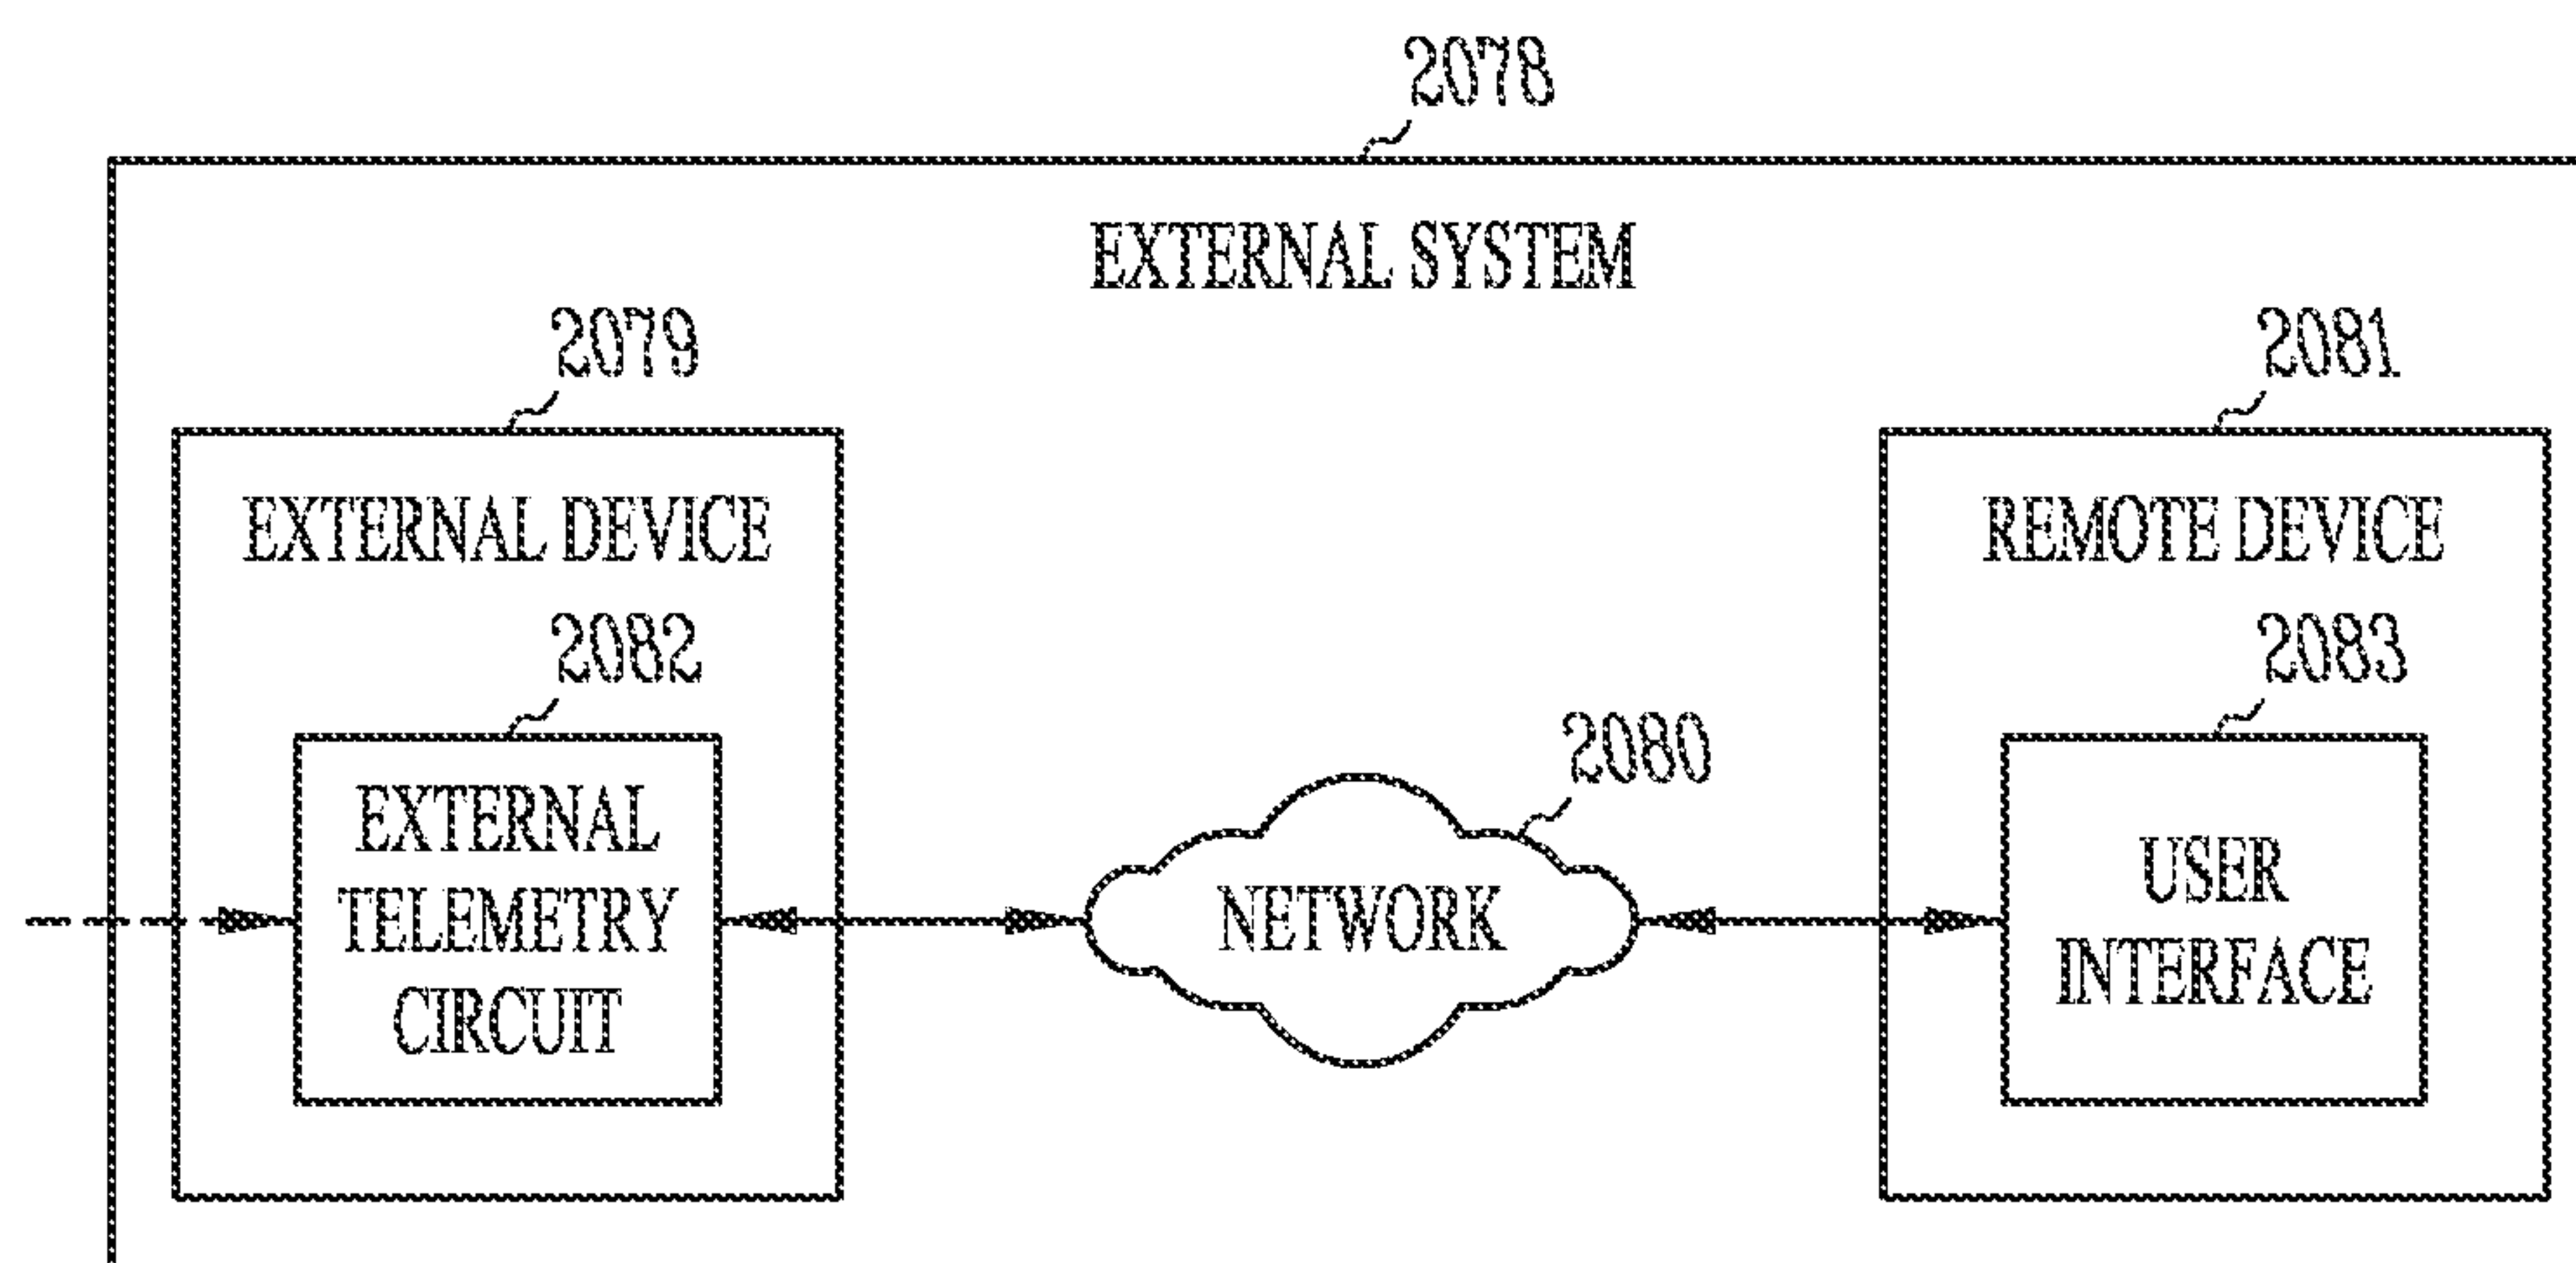 2078
EXTERNAL SYSTEM
2079
2081
EXTERNAL DEVICE
REMOTE DEVICE
2082
2083
2080
EXTERNAL
TELEMETRY
CIRCUIT
NETWORK
USER
INTERFACE